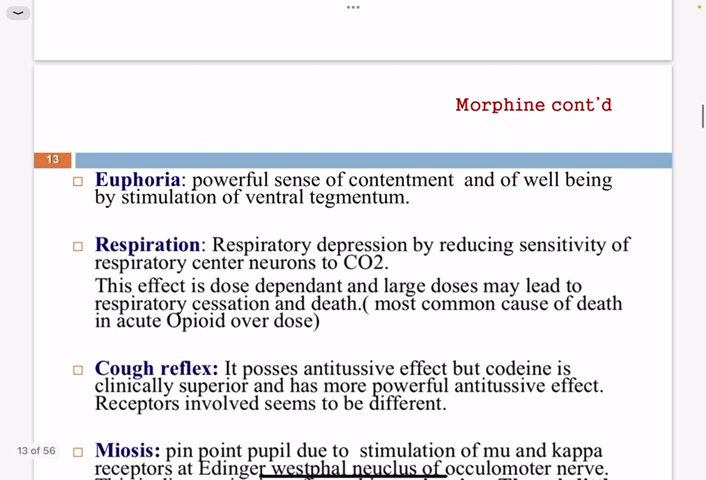 Morphine cont'd
13
Euphoria: powerful sense of contentment and of well being
by stimulation of ventral tegmentum.
Respiration: Respiratory depression by reducing sensitivity of
respiratory center neurons to CO2.
This effect is dose dependant and large doses may lead to
respiratory cessation and death.( most common cause of death
in acute Opioid over dose)
Cough reflex: It posses antitussive effect but codeine is
clinically superior and has more powerful antitussive effect.
Receptors involved seems to be different.
13 of 56
Miosis: pin point pupil due to stimulation of mu and kappa
receptors at Edinger westphal neuclus of occulomoter nerve.